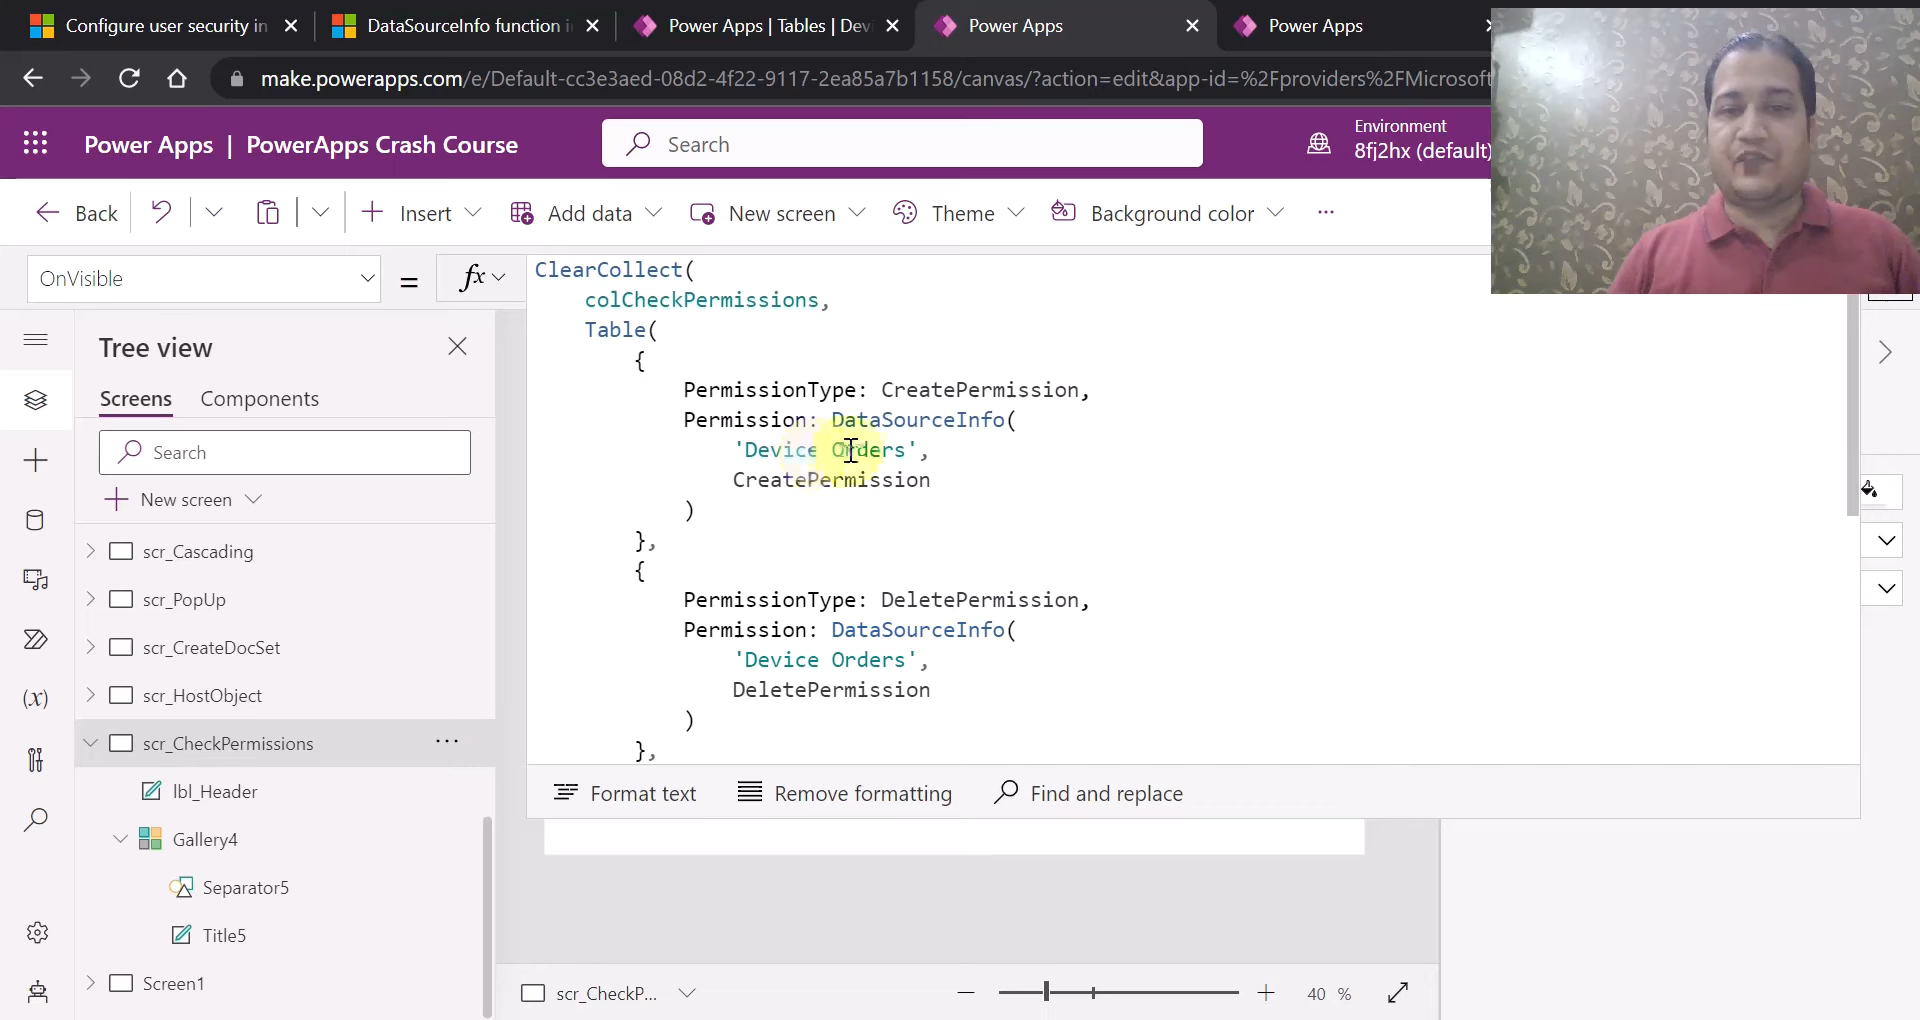 Configure user security in
DataSourceInfo function i
Power Apps | Tables | Devi
Power Apps
Power Apps
make.powerapps.com/e/Default-cc3e3aed-08d2-4f22-9117-2ea85a7b1158/canvas/?action=edit&app-id=%2Fproviders%2FMicrosoft
Power Apps | PowerApps Crash Course
Search
Environment
8fj2hx (default)
Back
Insert
Add data
New screen
Theme
Background color
OnVisible
=
fx
ClearCollect(
colCheckPermissions,
Table(
{
PermissionType: CreatePermission,
Permission: DataSourceInfo(
'Device Orders',
CreatePermission
)
},
{
PermissionType: DeletePermission,
Permission: DataSourceInfo(
'Device Orders',
DeletePermission
)
},
Format text
Remove formatting
Find and replace
Tree view
Screens
Components
Search
New screen
scr_Cascading
scr_PopUp
scr_CreateDocSet
scr_HostObject
scr_CheckPermissions
lbl_Header
Gallery4
Separator5
Title5
Screen1
scr_CheckP...
40 %